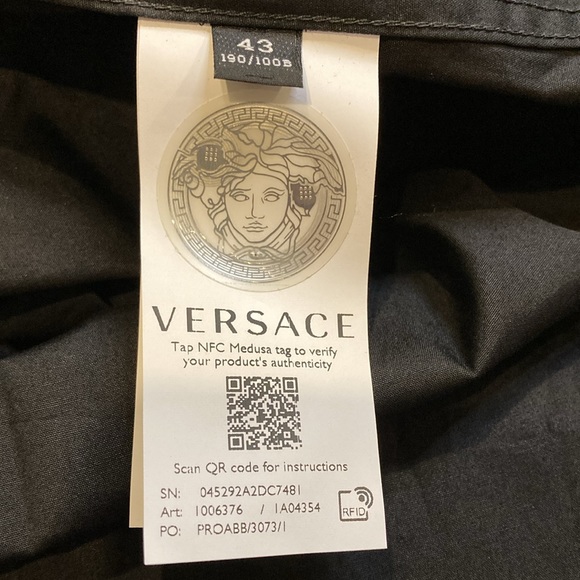 43
190/100B
VERSACE
Tap NFC Medusa tag to verify
your product's authenticity
Scan QR code for instructions
SN: 045292A2DC7481
Art: 1006376 / 1A04354
PO: PROABB/3073/1
RFID